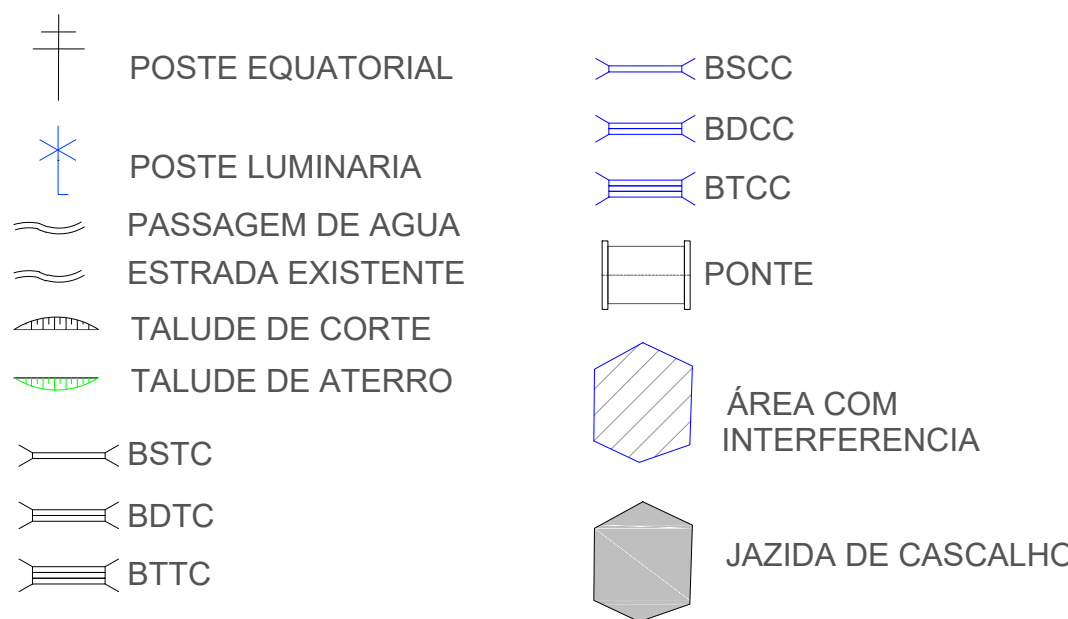 POSTE EQUATORIAL
POSTE LUMINARIA
PASSAGEM DE AGUA
ESTRADA EXISTENTE
TALUDE DE CORTE
TALUDE DE ATERRO
BSTC
BDTC
BTTC
BSCC
BDCC
BTCC
PONTE
ÁREA COM
INTERFERENCIA
JAZIDA DE CASCALHO